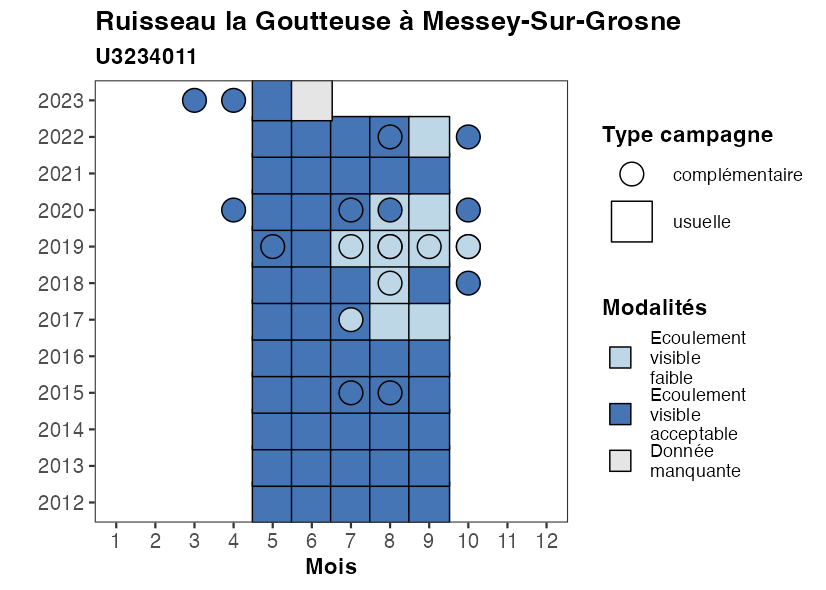 Ruisseau la Goutteuse à Messey-Sur-Grosne
U3234011
2023
2022
2021
2020
2019
2018
2017
2016
2015
2014
2013
2012
1 2 3 4 5 6 7 8 9 10 11 12
Mois
Type campagne
complémentaire
usuelle
Modalités
Ecoulement
visible
faible
Ecoulement
visible
acceptable
Donnée
manquante